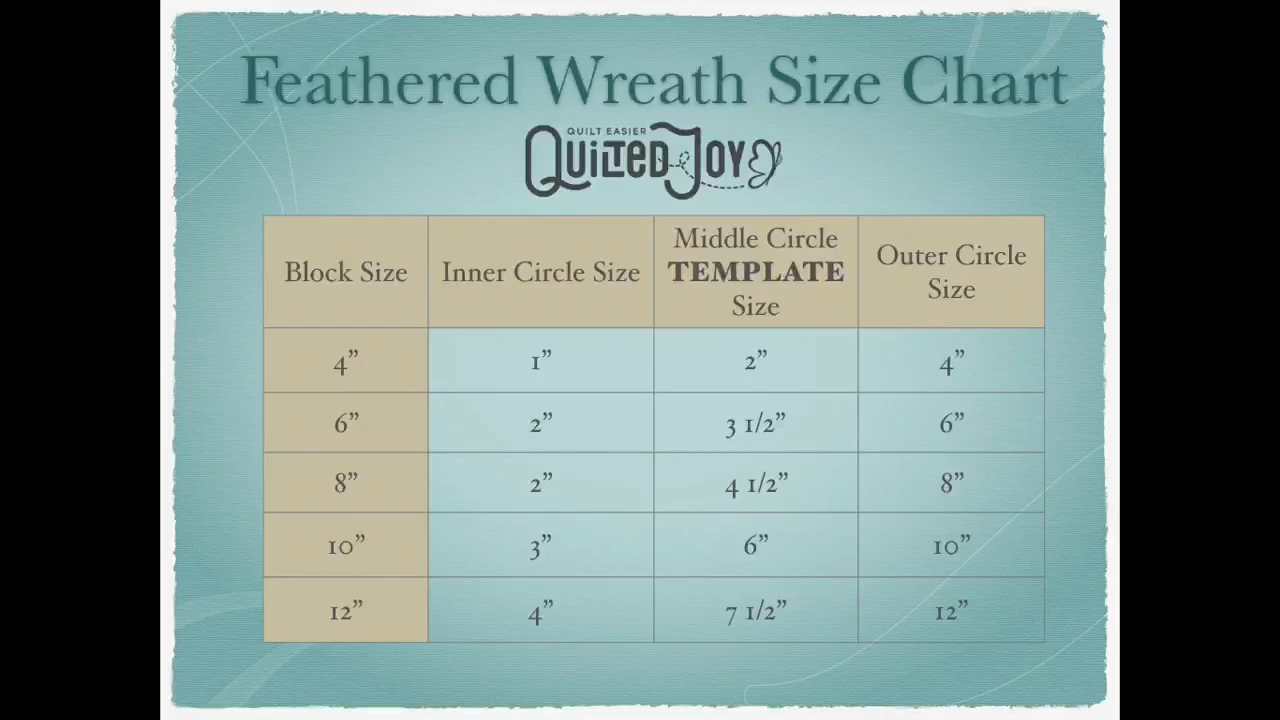 Feathered Wreath Size Chart
QUILT EASIER
QUILTED JOY
Block Size
Inner Circle Size
Middle Circle
TEMPLATE
Size
Outer Circle
Size
4”
1”
2”
4”
6”
2”
3 1/2”
6”
8”
2”
4 1/2”
8”
10”
3”
6”
10”
12”
4”
7 1/2”
12”